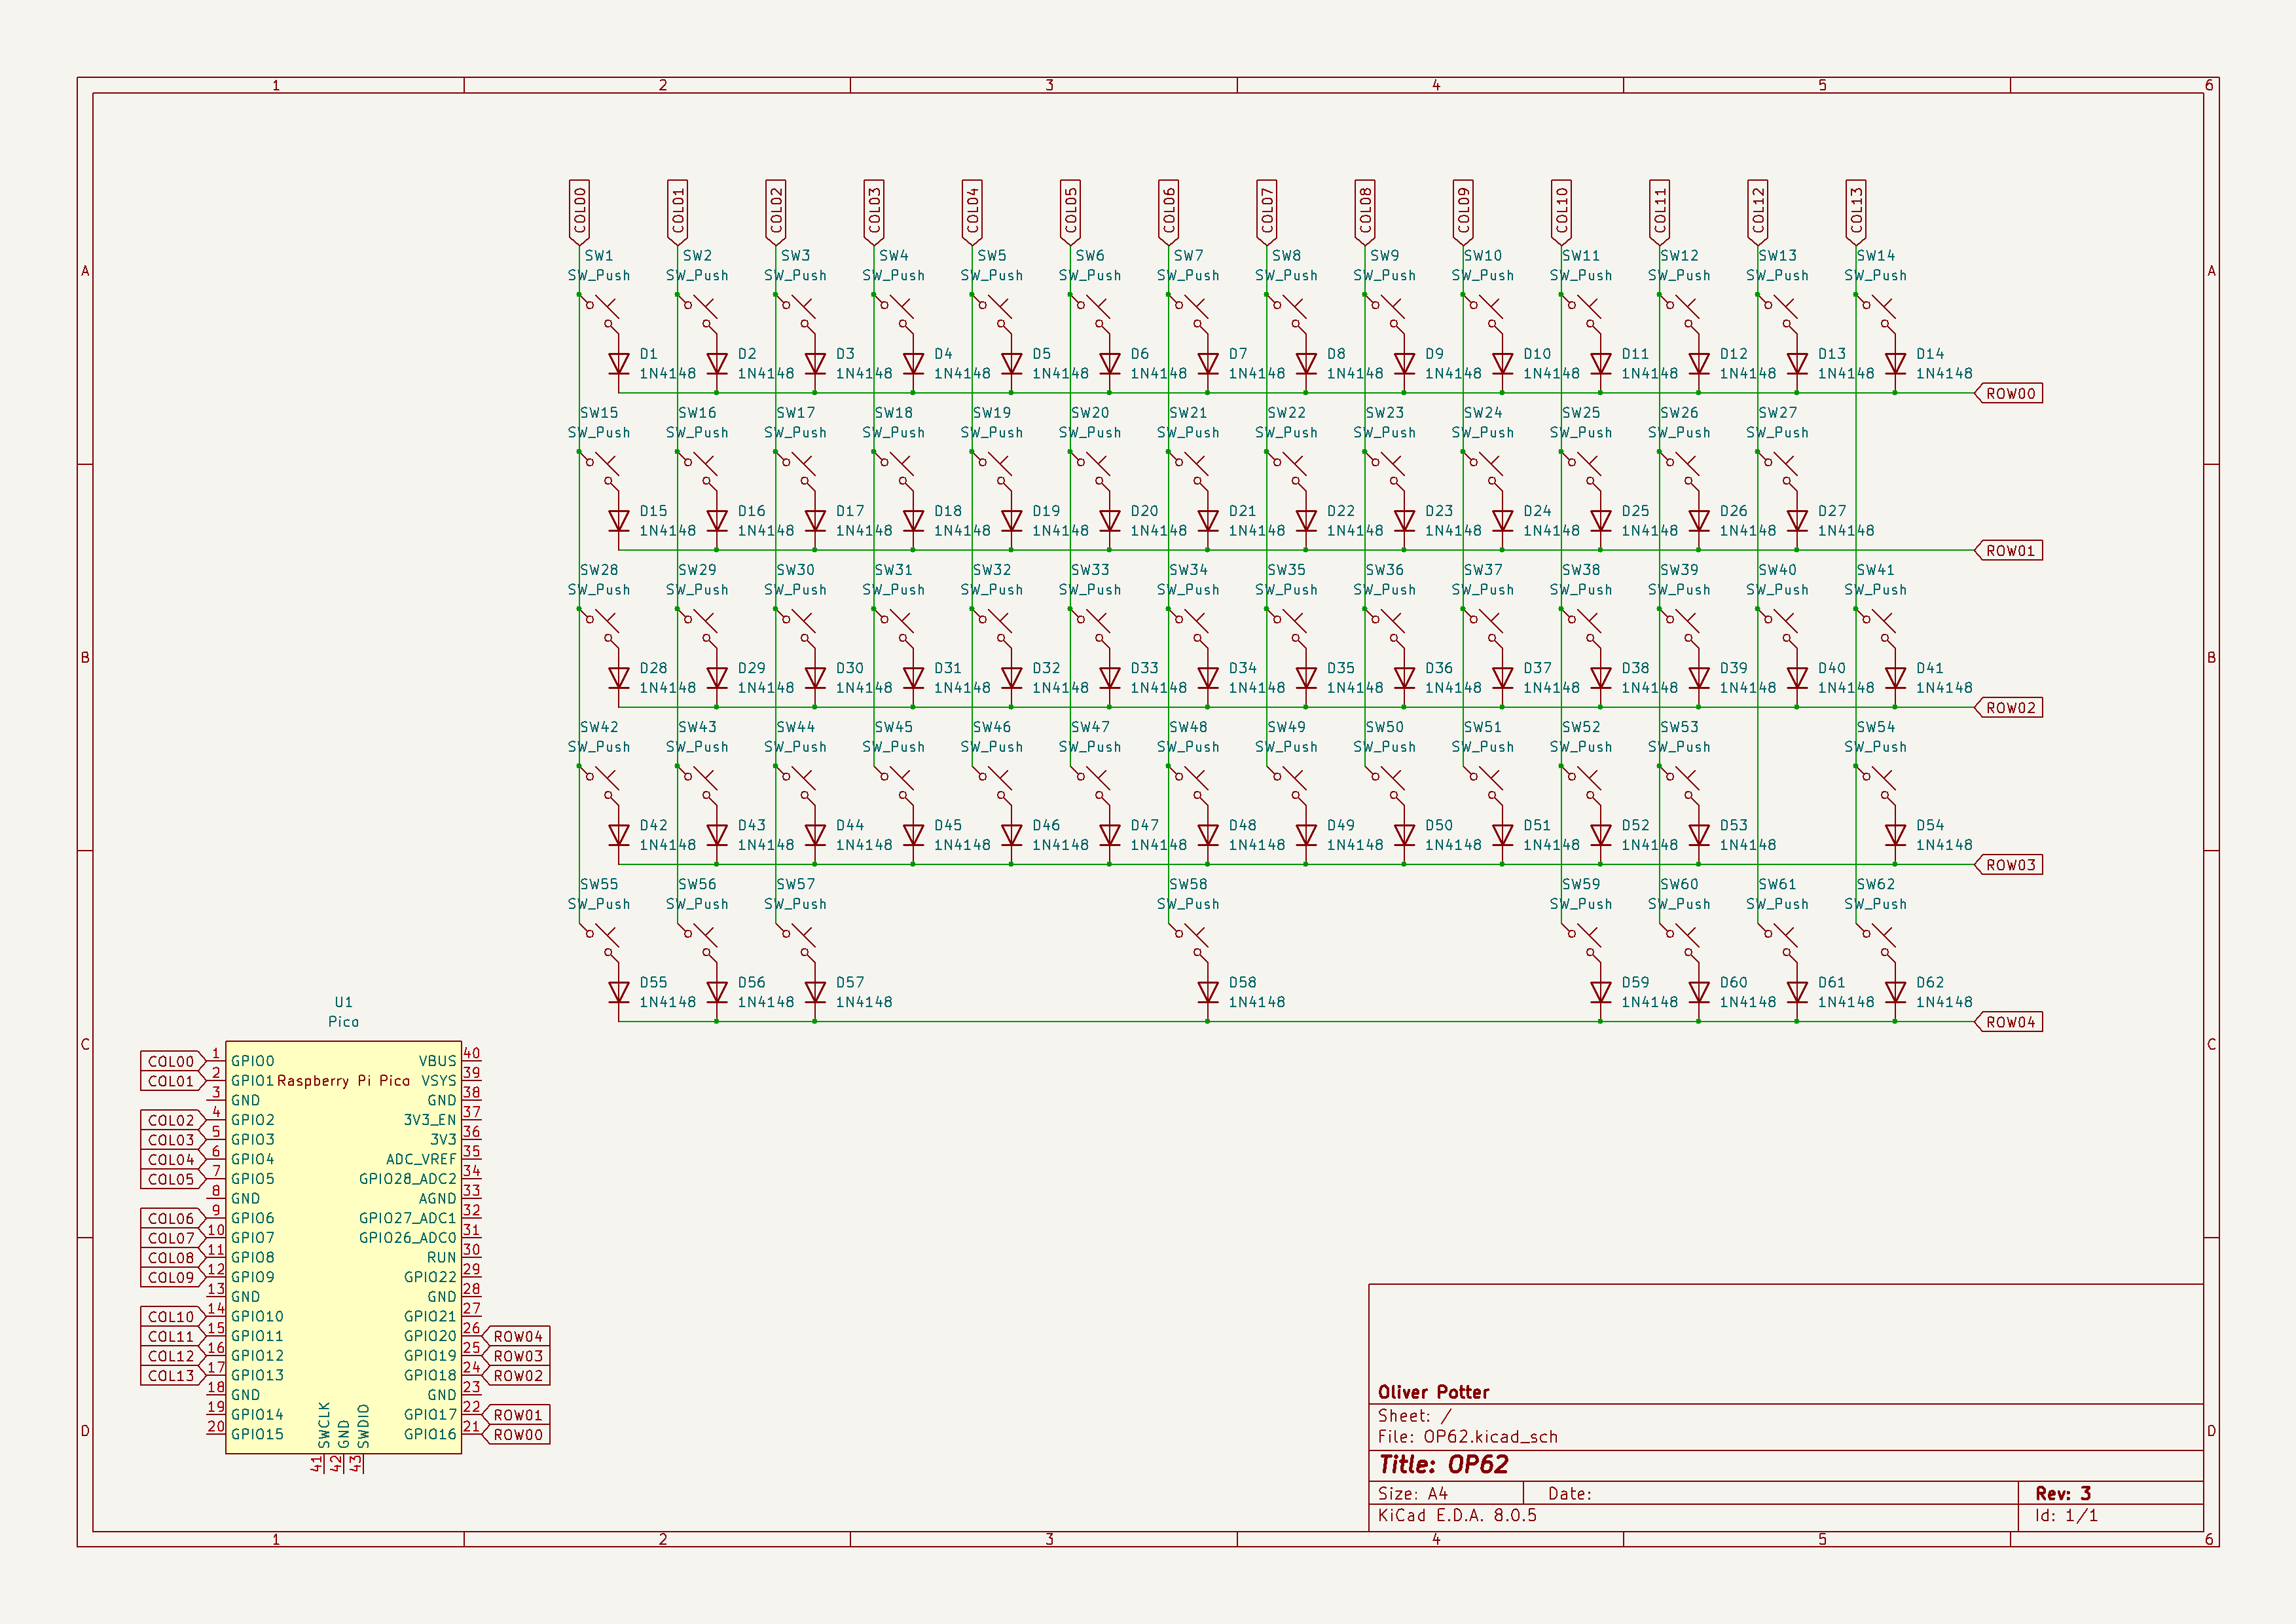 1 2 3 4 5 6
COL00 COL01 COL02 COL03 COL04 COL05 COL06 COL07 COL08 COL09 COL10 COL11 COL12 COL13
SW1 SW2 SW3 SW4 SW5 SW6 SW7 SW8 SW9 SW10 SW11 SW12 SW13 SW14
A A
SW_Push SW_Push SW_Push SW_Push SW_Push SW_Push SW_Push SW_Push SW_Push SW_Push SW_Push SW_Push SW_Push SW_Push
D1 D2 D3 D4 D5 D6 D7 D8 D9 D10 D11 D12 D13 D14
1N4148 1N4148 1N4148 1N4148 1N4148 1N4148 1N4148 1N4148 1N4148 1N4148 1N4148 1N4148 1N4148 1N4148
ROW00
SW15 SW16 SW17 SW18 SW19 SW20 SW21 SW22 SW23 SW24 SW25 SW26 SW27
SW_Push SW_Push SW_Push SW_Push SW_Push SW_Push SW_Push SW_Push SW_Push SW_Push SW_Push SW_Push SW_Push
D15 D16 D17 D18 D19 D20 D21 D22 D23 D24 D25 D26 D27
1N4148 1N4148 1N4148 1N4148 1N4148 1N4148 1N4148 1N4148 1N4148 1N4148 1N4148 1N4148 1N4148
ROW01
SW28 SW29 SW30 SW31 SW32 SW33 SW34 SW35 SW36 SW37 SW38 SW39 SW40 SW41
SW_Push SW_Push SW_Push SW_Push SW_Push SW_Push SW_Push SW_Push SW_Push SW_Push SW_Push SW_Push SW_Push SW_Push
B B
D28 D29 D30 D31 D32 D33 D34 D35 D36 D37 D38 D39 D40 D41
1N4148 1N4148 1N4148 1N4148 1N4148 1N4148 1N4148 1N4148 1N4148 1N4148 1N4148 1N4148 1N4148 1N4148
ROW02
SW42 SW43 SW44 SW45 SW46 SW47 SW48 SW49 SW50 SW51 SW52 SW53 SW54
SW_Push SW_Push SW_Push SW_Push SW_Push SW_Push SW_Push SW_Push SW_Push SW_Push SW_Push SW_Push SW_Push
D42 D43 D44 D45 D46 D47 D48 D49 D50 D51 D52 D53 D54
1N4148 1N4148 1N4148 1N4148 1N4148 1N4148 1N4148 1N4148 1N4148 1N4148 1N4148 1N4148 1N4148
ROW03
SW55 SW56 SW57 SW58 SW59 SW60 SW61 SW62
SW_Push SW_Push SW_Push SW_Push SW_Push SW_Push SW_Push SW_Push
D55 D56 D57 D58 D59 D60 D61 D62
1N4148 1N4148 1N4148 1N4148 1N4148 1N4148 1N4148 1N4148
ROW04
U1
Pico
C C
COL00 1 GPIO0 VBUS 40
COL01 2 GPIO1 Raspberry Pi Pico VSYS 39
3 GND GND 38
COL02 4 GPIO2 3V3_EN 37
COL03 5 GPIO3 3V3 36
COL04 6 GPIO4 ADC_VREF 35
COL05 7 GPIO5 GPIO28_ADC2 34
8 GND AGND 33
COL06 9 GPIO6 GPIO27_ADC1 32
COL07 10 GPIO7 GPIO26_ADC0 31
COL08 11 GPIO8 RUN 30
COL09 12 GPIO9 GPIO22 29
13 GND GND 28
COL10 14 GPIO10 GPIO21 27
COL11 15 GPIO11 GPIO20 26 ROW04
COL12 16 GPIO12 GPIO19 25 ROW03
COL13 17 GPIO13 GPIO18 24 ROW02
18 GND GND 23
19 GPIO14 GPIO17 22 ROW01
20 GPIO15 GPIO16 21 ROW00
SWCLK GND SWDIO
41 42 43
D D
Oliver Potter
Sheet: /
File: OP62.kicad_sch
Title: OP62
Size: A4 Date: Rev: 3
KiCad E.D.A. 8.0.5 Id: 1/1
1 2 3 4 5 6